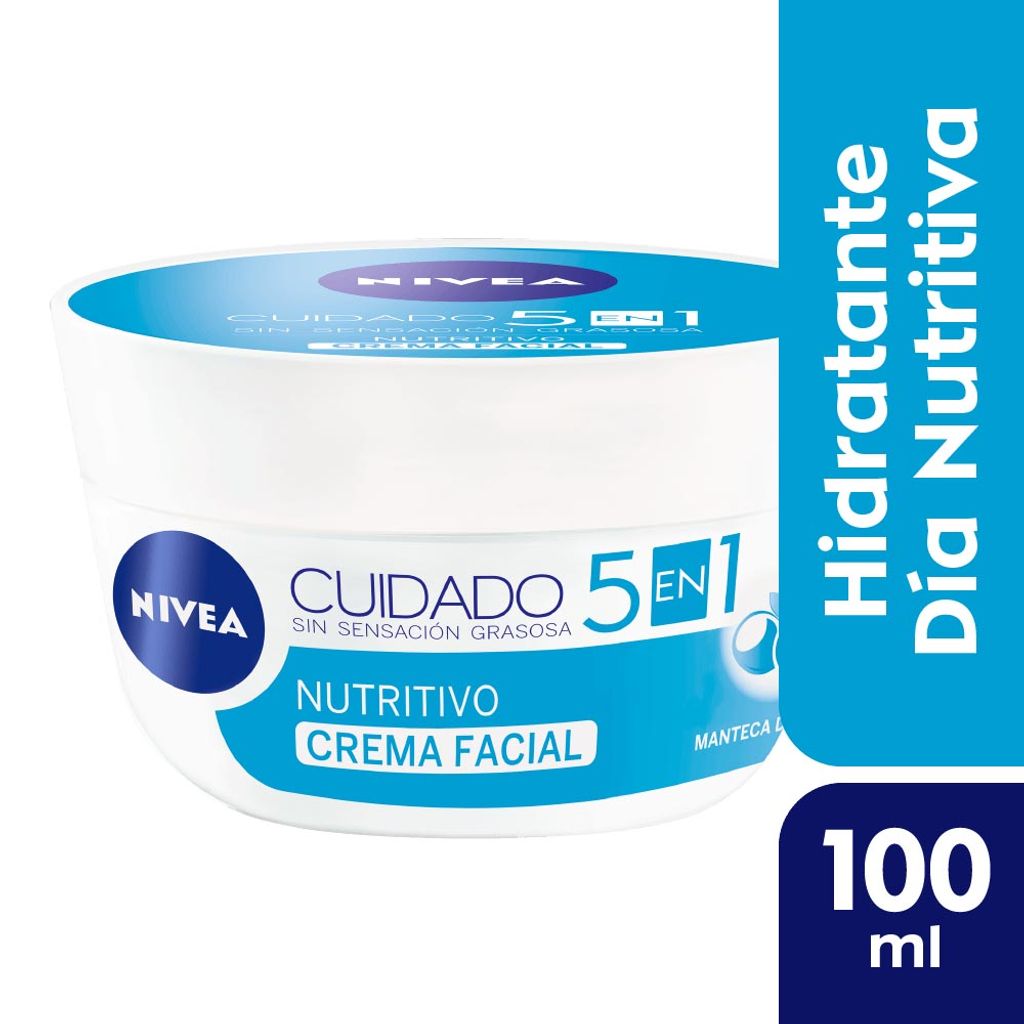 NIVEA
CUIDADO 5 EN 1
SIN SENSACIÓN GRASOSA
NUTRITIVO
CREMA FACIAL
NIVEA
CUIDADO 5 EN 1
SIN SENSACIÓN GRASOSA
NUTRITIVO
CREMA FACIAL
MANTECA
Hidratante
Día Nutritiva
100
ml